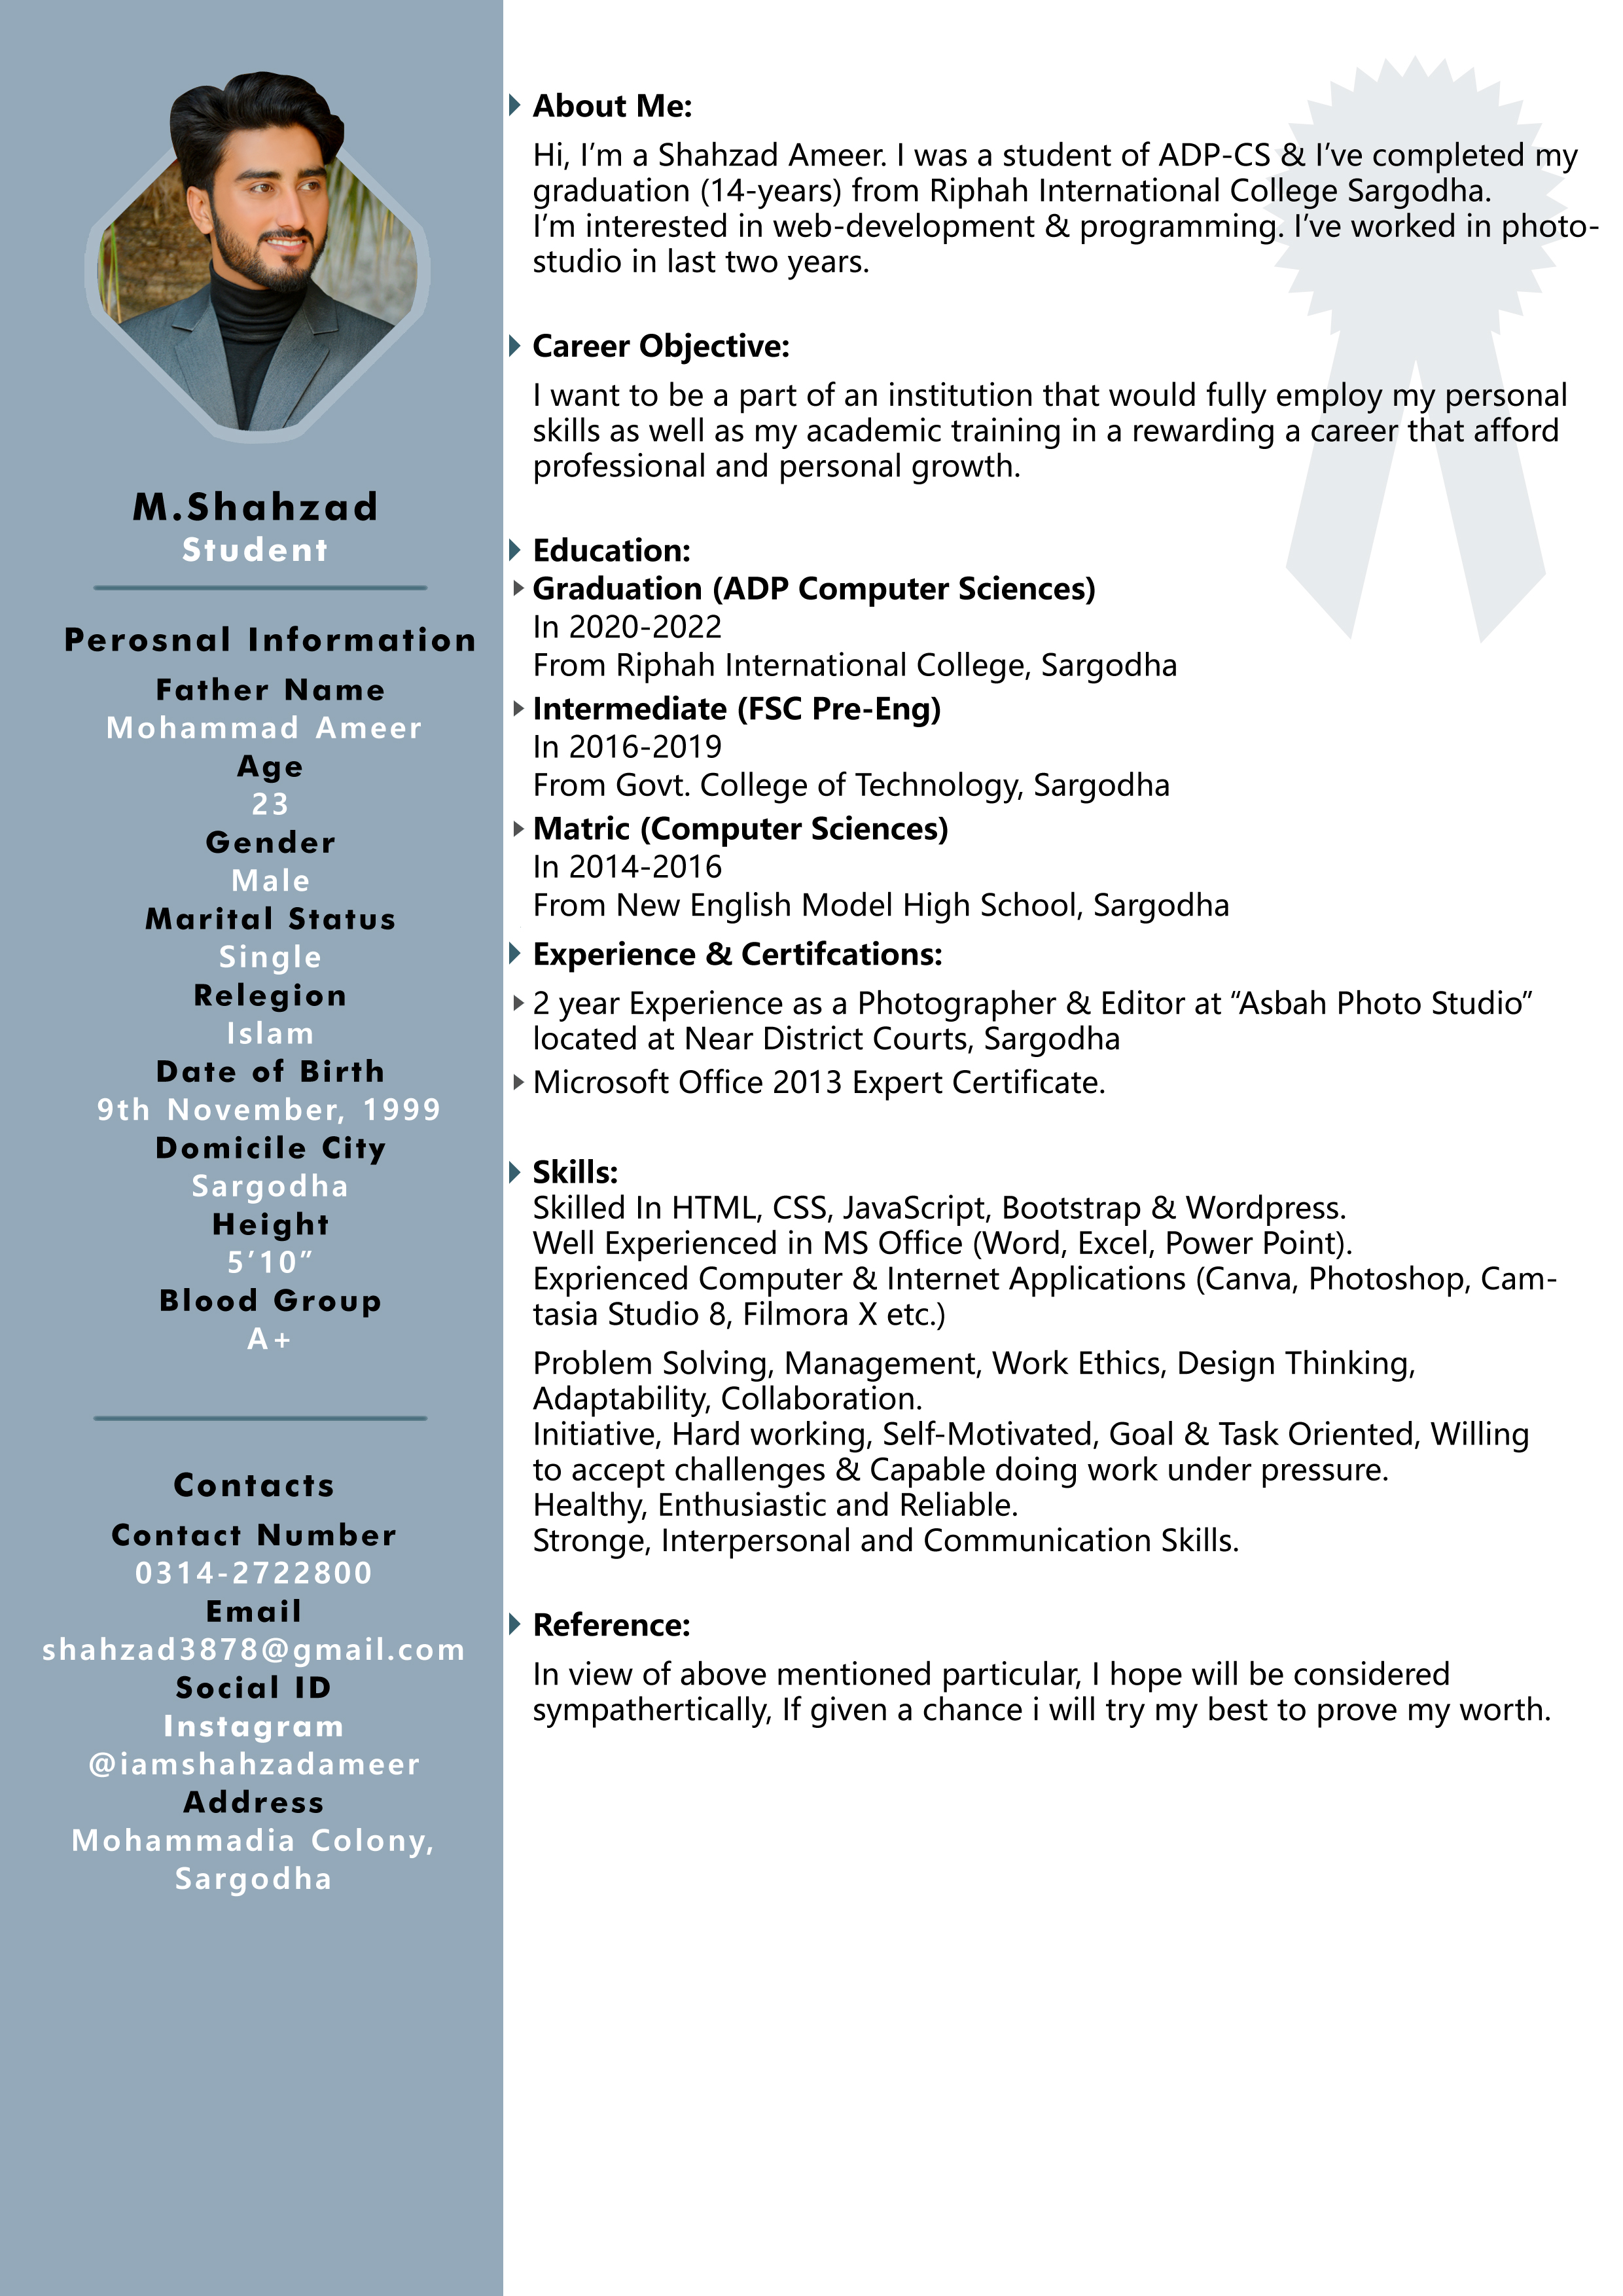 M.Shahzad
Student
Perosnal Information
Father Name
Mohammad Ameer
Age
23
Gender
Male
Marital Status
Single
Relegion
Islam
Date of Birth
9th November, 1999
Domicile City
Sargodha
Height
5’10”
Blood Group
A+
Contacts
Contact Number
0314-2722800
Email
shahzad3878@gmail.com
Social ID
Instagram
@iamshahzadameer
Address
Mohammadia Colony,
Sargodha
About Me:
Hi, I’m a Shahzad Ameer. I was a student of ADP-CS & I’ve completed my
graduation (14-years) from Riphah International College Sargodha.
I’m interested in web-development & programming. I’ve worked in photo-
studio in last two years.
Career Objective:
I want to be a part of an institution that would fully employ my personal
skills as well as my academic training in a rewarding a career that afford
professional and personal growth.
Education:
Graduation (ADP Computer Sciences)
In 2020-2022
From Riphah International College, Sargodha
Intermediate (FSC Pre-Eng)
In 2016-2019
From Govt. College of Technology, Sargodha
Matric (Computer Sciences)
In 2014-2016
From New English Model High School, Sargodha
Experience & Certifcations:
2 year Experience as a Photographer & Editor at “Asbah Photo Studio”
located at Near District Courts, Sargodha
Microsoft Office 2013 Expert Certificate.
Skills:
Skilled In HTML, CSS, JavaScript, Bootstrap & Wordpress.
Well Experienced in MS Office (Word, Excel, Power Point).
Exprienced Computer & Internet Applications (Canva, Photoshop, Cam-
tasia Studio 8, Filmora X etc.)
Problem Solving, Management, Work Ethics, Design Thinking,
Adaptability, Collaboration.
Initiative, Hard working, Self-Motivated, Goal & Task Oriented, Willing
to accept challenges & Capable doing work under pressure.
Healthy, Enthusiastic and Reliable.
Stronge, Interpersonal and Communication Skills.
Reference:
In view of above mentioned particular, I hope will be considered
sympathertically, If given a chance i will try my best to prove my worth.